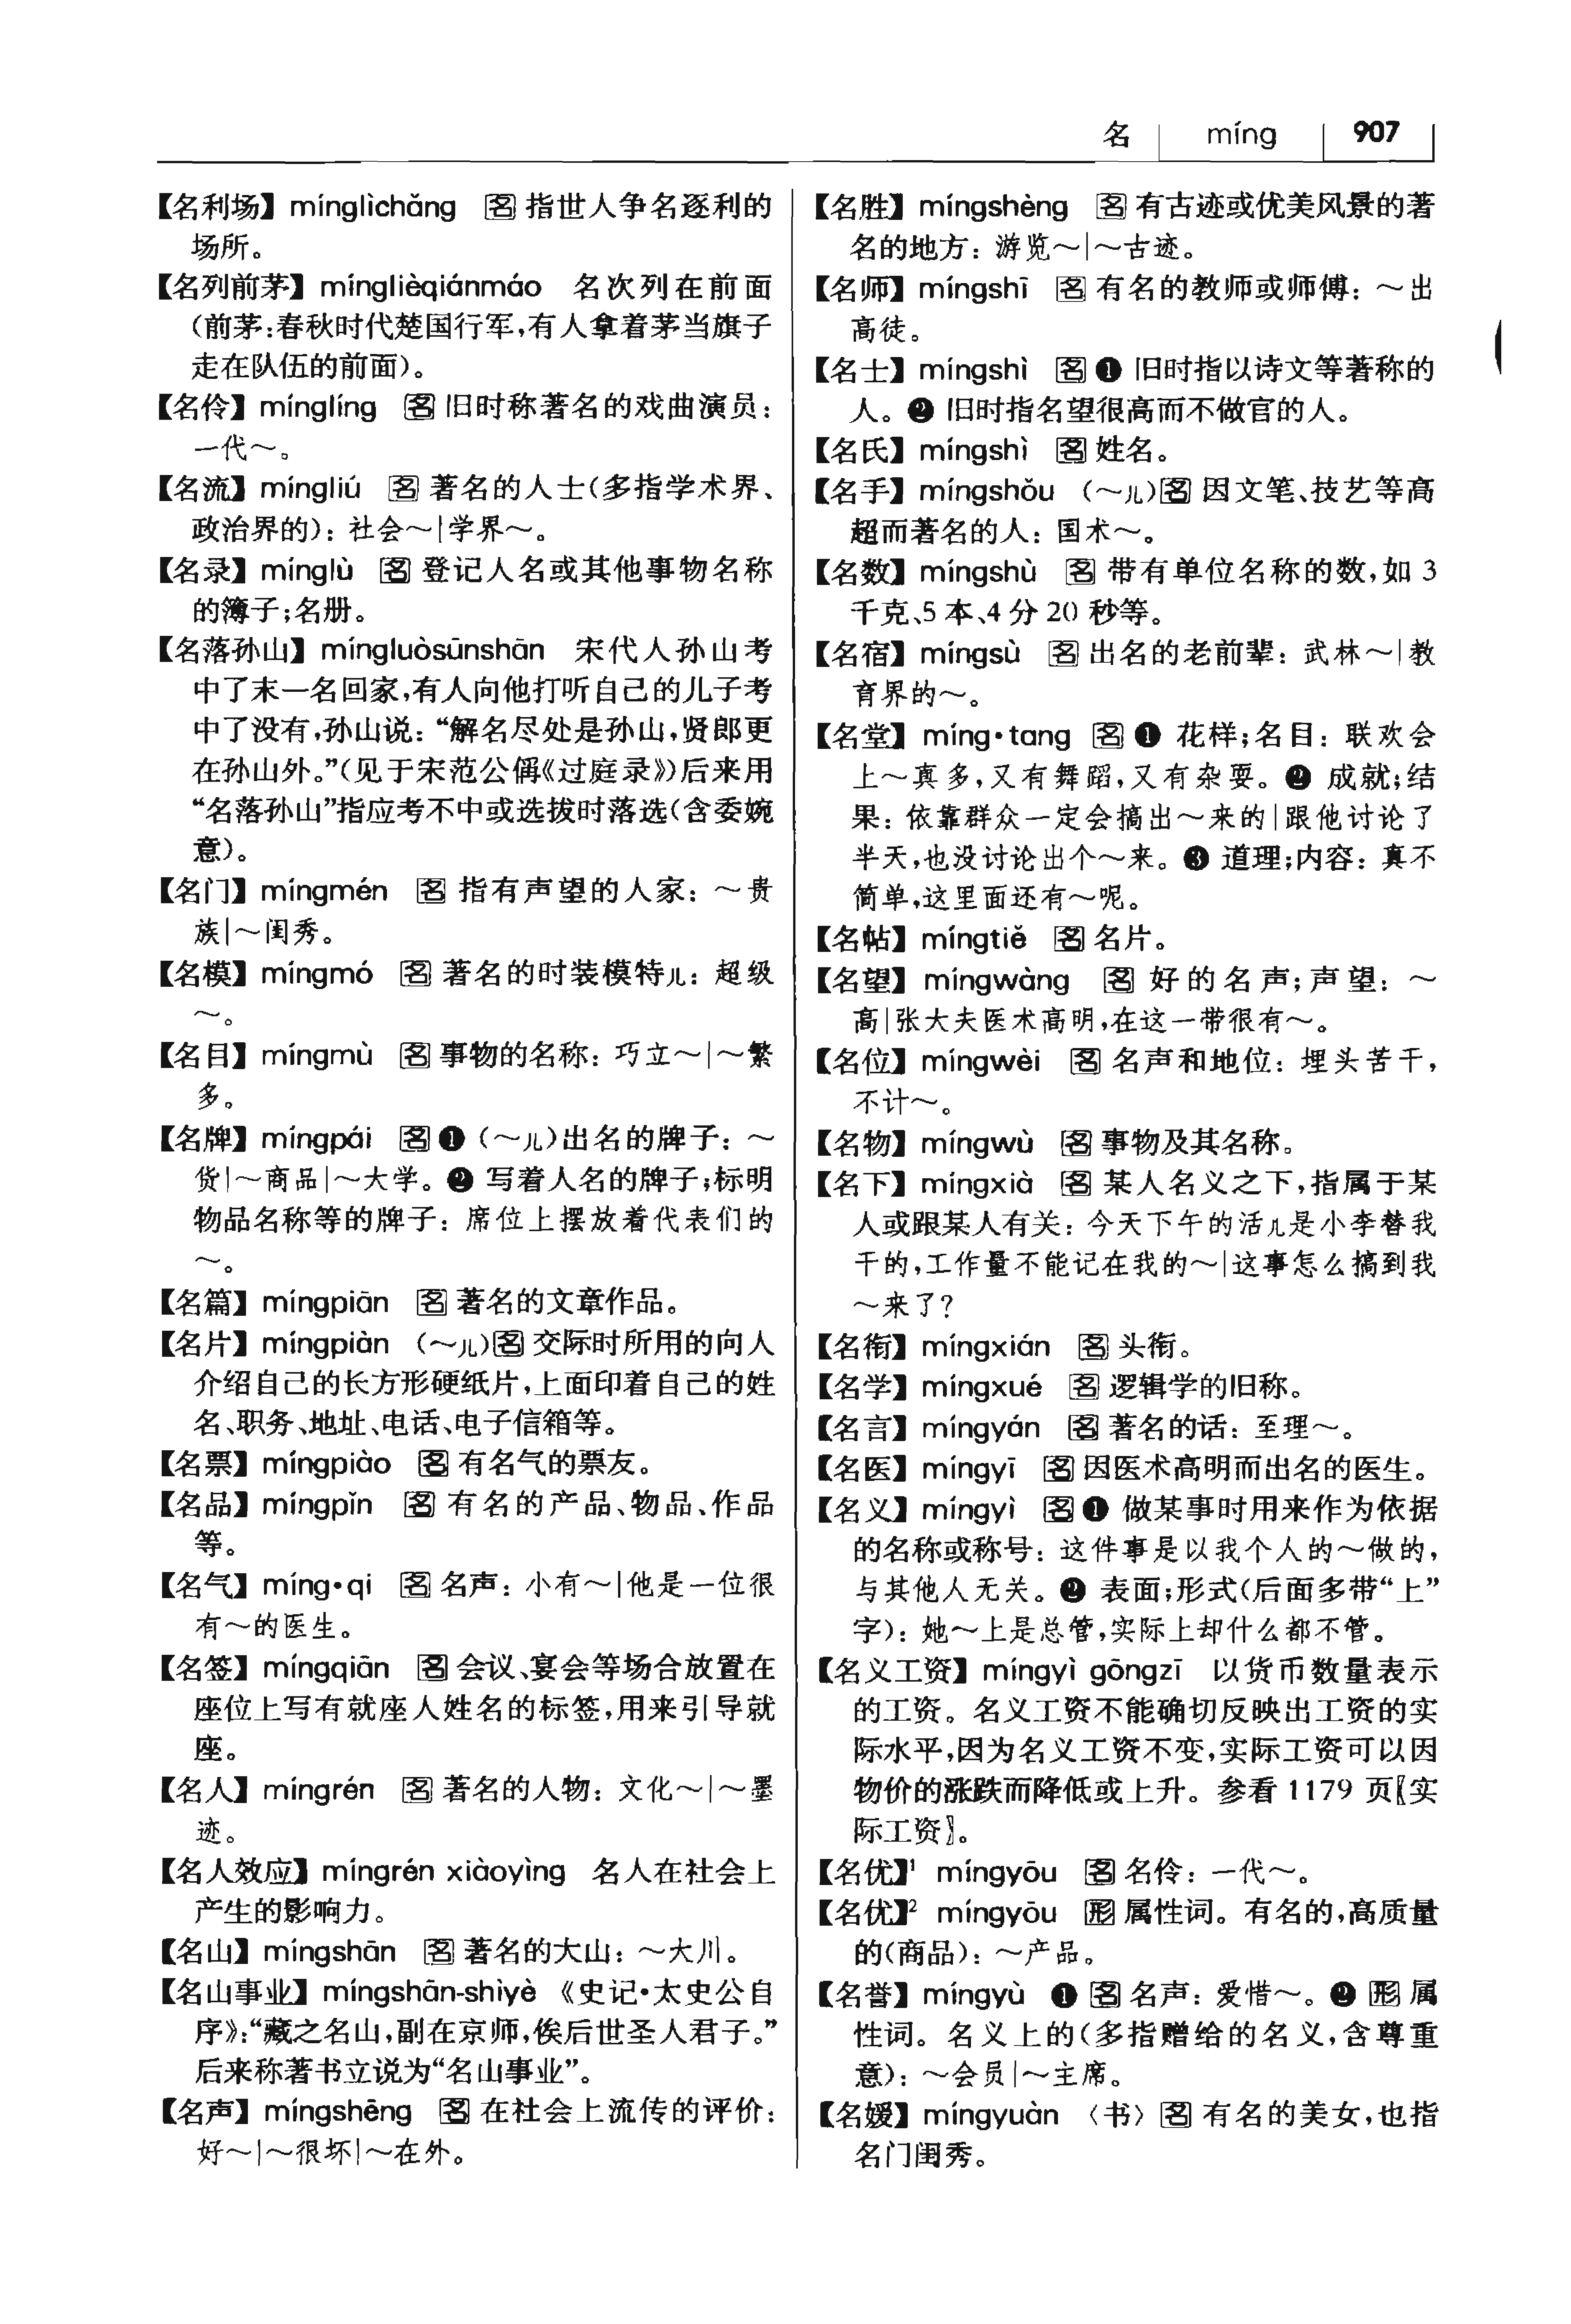 名 míng 907
【名利场】 mínglìchǎng 名 指世人争名逐利的
场所。
【名列前茅】 mínglièqiánmáo 名次列在前面
(前茅:春秋时代楚国行军,有人拿着茅当旗子
走在队伍的前面)。
【名伶】 mínglíng 名 旧时称著名的戏曲演员:
一代～。
【名流】 míngliú 名 著名的人士(多指学术界、
政治界的): 社会～|学界～。
【名录】 mínglù 名 登记人名或其他事物名称
的簿子;名册。
【名落孙山】 míngluòsūnshān 宋代人孙山考
中了末一名回家,有人向他打听自己的儿子考
中了没有,孙山说:“解名尽处是孙山,贤郎更
在孙山外。”(见于宋范公偁《过庭录》)后来用
“名落孙山”指应考不中或选拔时落选(含委婉
意)。
【名门】 míngmén 名 指有声望的人家: ～贵
族|～闺秀。
【名模】 míngmó 名 著名的时装模特儿: 超级
～。
【名目】 míngmù 名 事物的名称: 巧立～|～繁
多。
【名牌】 míngpái 名 ❶ (～儿)出名的牌子: ～
货|～商品|～大学。❷ 写着人名的牌子;标明
物品名称等的牌子: 席位上摆放着代表们的
～。
【名篇】 míngpiān 名 著名的文章作品。
【名片】 míngpiàn (～儿)名 交际时所用的向人
介绍自己的长方形硬纸片,上面印着自己的姓
名、职务、地址、电话、电子信箱等。
【名票】 míngpiào 名 有名气的票友。
【名品】 míngpǐn 名 有名的产品、物品、作品
等。
【名气】 míng•qi 名 名声: 小有～|他是一位很
有～的医生。
【名签】 míngqiān 名 会议、宴会等场合放置在
座位上写有就座人姓名的标签,用来引导就
座。
【名人】 míngrén 名 著名的人物: 文化～|～墨
迹。
【名人效应】 míngrén xiàoyìng 名人在社会上
产生的影响力。
【名山】 míngshān 名 著名的大山: ～大川。
【名山事业】 míngshān-shìyè 《史记•太史公自
序》:“藏之名山,副在京师,俟后世圣人君子。”
后来称著书立说为“名山事业”。
【名声】 míngshēng 名 在社会上流传的评价:
好～|～很坏|～在外。
【名胜】 míngshèng 名 有古迹或优美风景的著
名的地方: 游览～|～古迹。
【名师】 míngshī 名 有名的教师或师傅: ～出
高徒。
【名士】 míngshì 名 ❶ 旧时指以诗文等著称的
人。❷ 旧时指名望很高而不做官的人。
【名氏】 míngshì 名 姓名。
【名手】 míngshǒu (～儿)名 因文笔、技艺等高
超而著名的人: 国术～。
【名数】 míngshù 名 带有单位名称的数,如 3
千克、5 本、4 分 20 秒等。
【名宿】 míngsù 名 出名的老前辈: 武林～|教
育界的～。
【名堂】 míng•tang 名 ❶ 花样;名目: 联欢会
上～真多,又有舞蹈,又有杂耍。❷ 成就;结
果: 依靠群众一定会搞出～来的|跟他讨论了
半天,也没讨论出个～来。❸ 道理;内容: 真不
简单,这里面还有～呢。
【名帖】 míngtiě 名 名片。
【名望】 míngwàng 名 好的名声;声望: ～
高|张大夫医术高明,在这一带很有～。
【名位】 míngwèi 名 名声和地位: 埋头苦干,
不计～。
【名物】 míngwù 名 事物及其名称。
【名下】 míngxià 名 某人名义之下,指属于某
人或跟某人有关: 今天下午的活儿是小李替我
干的,工作量不能记在我的～|这事怎么搞到我
～来了?
【名衔】 míngxián 名 头衔。
【名学】 míngxué 名 逻辑学的旧称。
【名言】 míngyán 名 著名的话: 至理～。
【名医】 míngyī 名 因医术高明而出名的医生。
【名义】 míngyì 名 ❶ 做某事时用来作为依据
的名称或称号: 这件事是以我个人的～做的,
与其他人无关。❷ 表面;形式(后面多带“上”
字): 她～上是总管,实际上却什么都不管。
【名义工资】 míngyì gōngzī 以货币数量表示
的工资。名义工资不能确切反映出工资的实
际水平,因为名义工资不变,实际工资可以因
物价的涨跌而降低或上升。参看 1179 页〖实
际工资〗。
【名优】¹ míngyōu 名 名伶: 一代～。
【名优】² míngyōu 形 属性词。有名的,高质量
的(商品): ～产品。
【名誉】 míngyù ❶ 名 名声: 爱惜～。❷ 形 属
性词。名义上的(多指赠给的名义,含尊重
意): ～会员|～主席。
【名媛】 míngyuàn 〈书〉名 有名的美女,也指
名门闺秀。